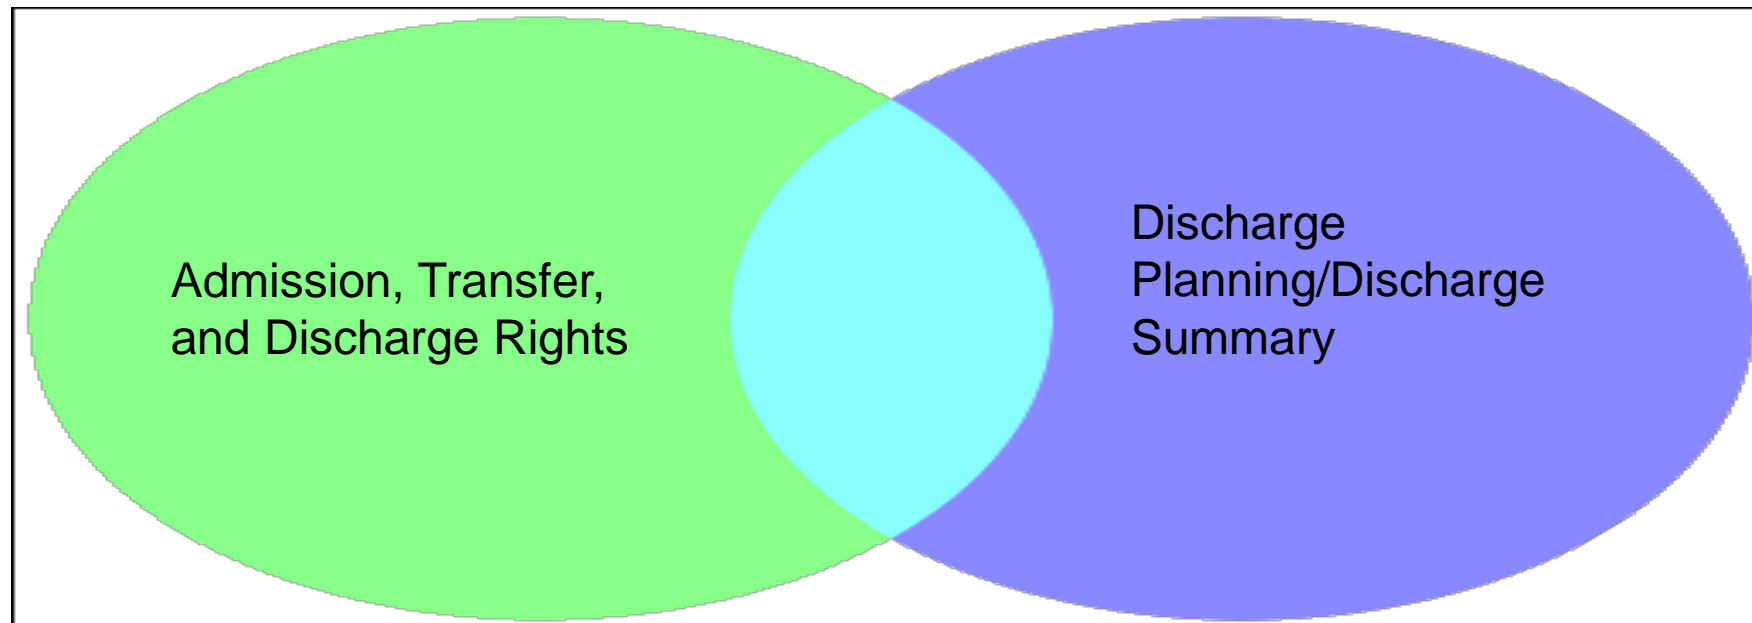 Admission, Transfer,
and Discharge Rights
Discharge
Planning/Discharge
Summary